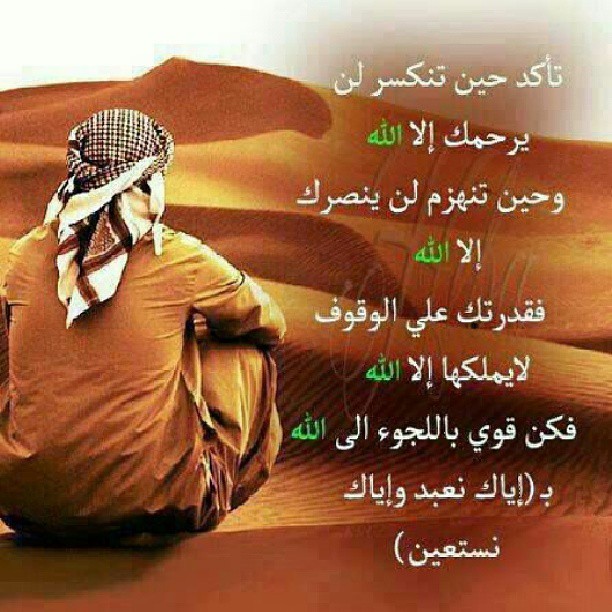 تأكد حين تنكسر لن
يرحمك إلا الله
وحين تنهزم لن ينصرك
إلا الله
فقدرتك علي الوقوف
لايملكها إلا الله
فكن قوي باللجوء الى الله
بـ (إياك نعبد وإياك
نستعين)